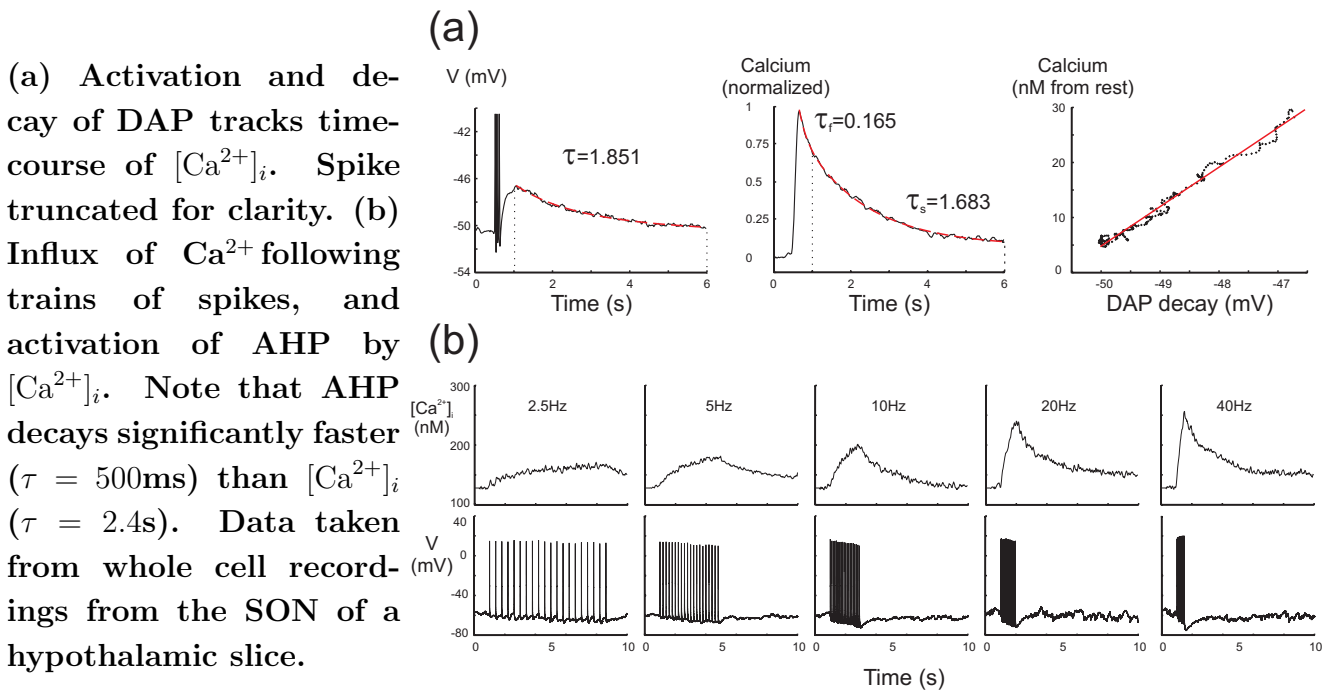 (a) Activation and de-
cay of DAP tracks time-
course of [Ca²⁺]ᵢ. Spike
truncated for clarity. (b)
Influx of Ca²⁺ following
trains of spikes, and
activation of AHP by
[Ca²⁺]ᵢ. Note that AHP
decays significantly faster
(τ = 500ms) than [Ca²⁺]ᵢ
(τ = 2.4s). Data taken
from whole cell record-
ings from the SON of a
hypothalamic slice.
(a)
V (mV)
-42
-46
-50
-54
τ=1.851
0 2 4 6
Time (s)
Calcium
(normalized)
1
0.75
0.5
0.25
0
τf=0.165
τs=1.683
0 2 4 6
Time (s)
Calcium
(nM from rest)
30
20
10
0
-50 -49 -48 -47
DAP decay (mV)
(b)
[Ca²⁺]ᵢ
(nM)
300
200
150
100
2.5Hz 5Hz 10Hz 20Hz 40Hz
V
(mV)
40
0
-40
-80
0 5 10 0 5 10 0 5 10 0 5 10 0 5 10
Time (s)